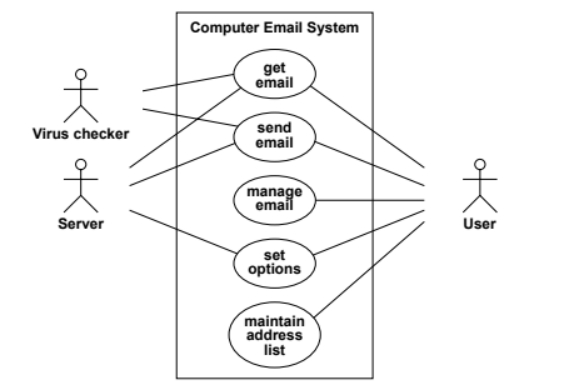 Computer Email System
get
email
Virus checker
send
email
manage
email
Server
User
set
options
maintain
address
list